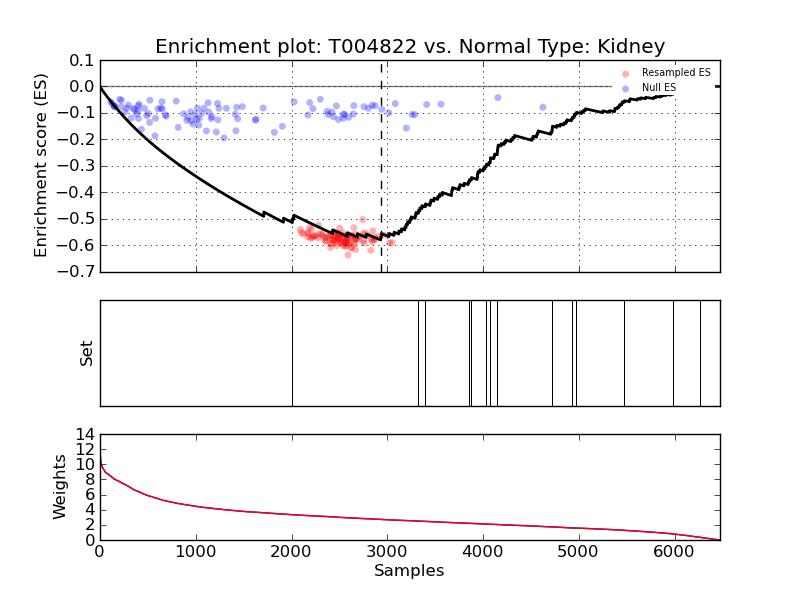 Enrichment plot: T004822 vs. Normal Type: Kidney
Enrichment score (ES)
0.1
0.0
−0.1
−0.2
−0.3
−0.4
−0.5
−0.6
−0.7
Resampled ES
Null ES
Set
Weights
14
12
10
8
6
4
2
0
0 1000 2000 3000 4000 5000 6000
Samples